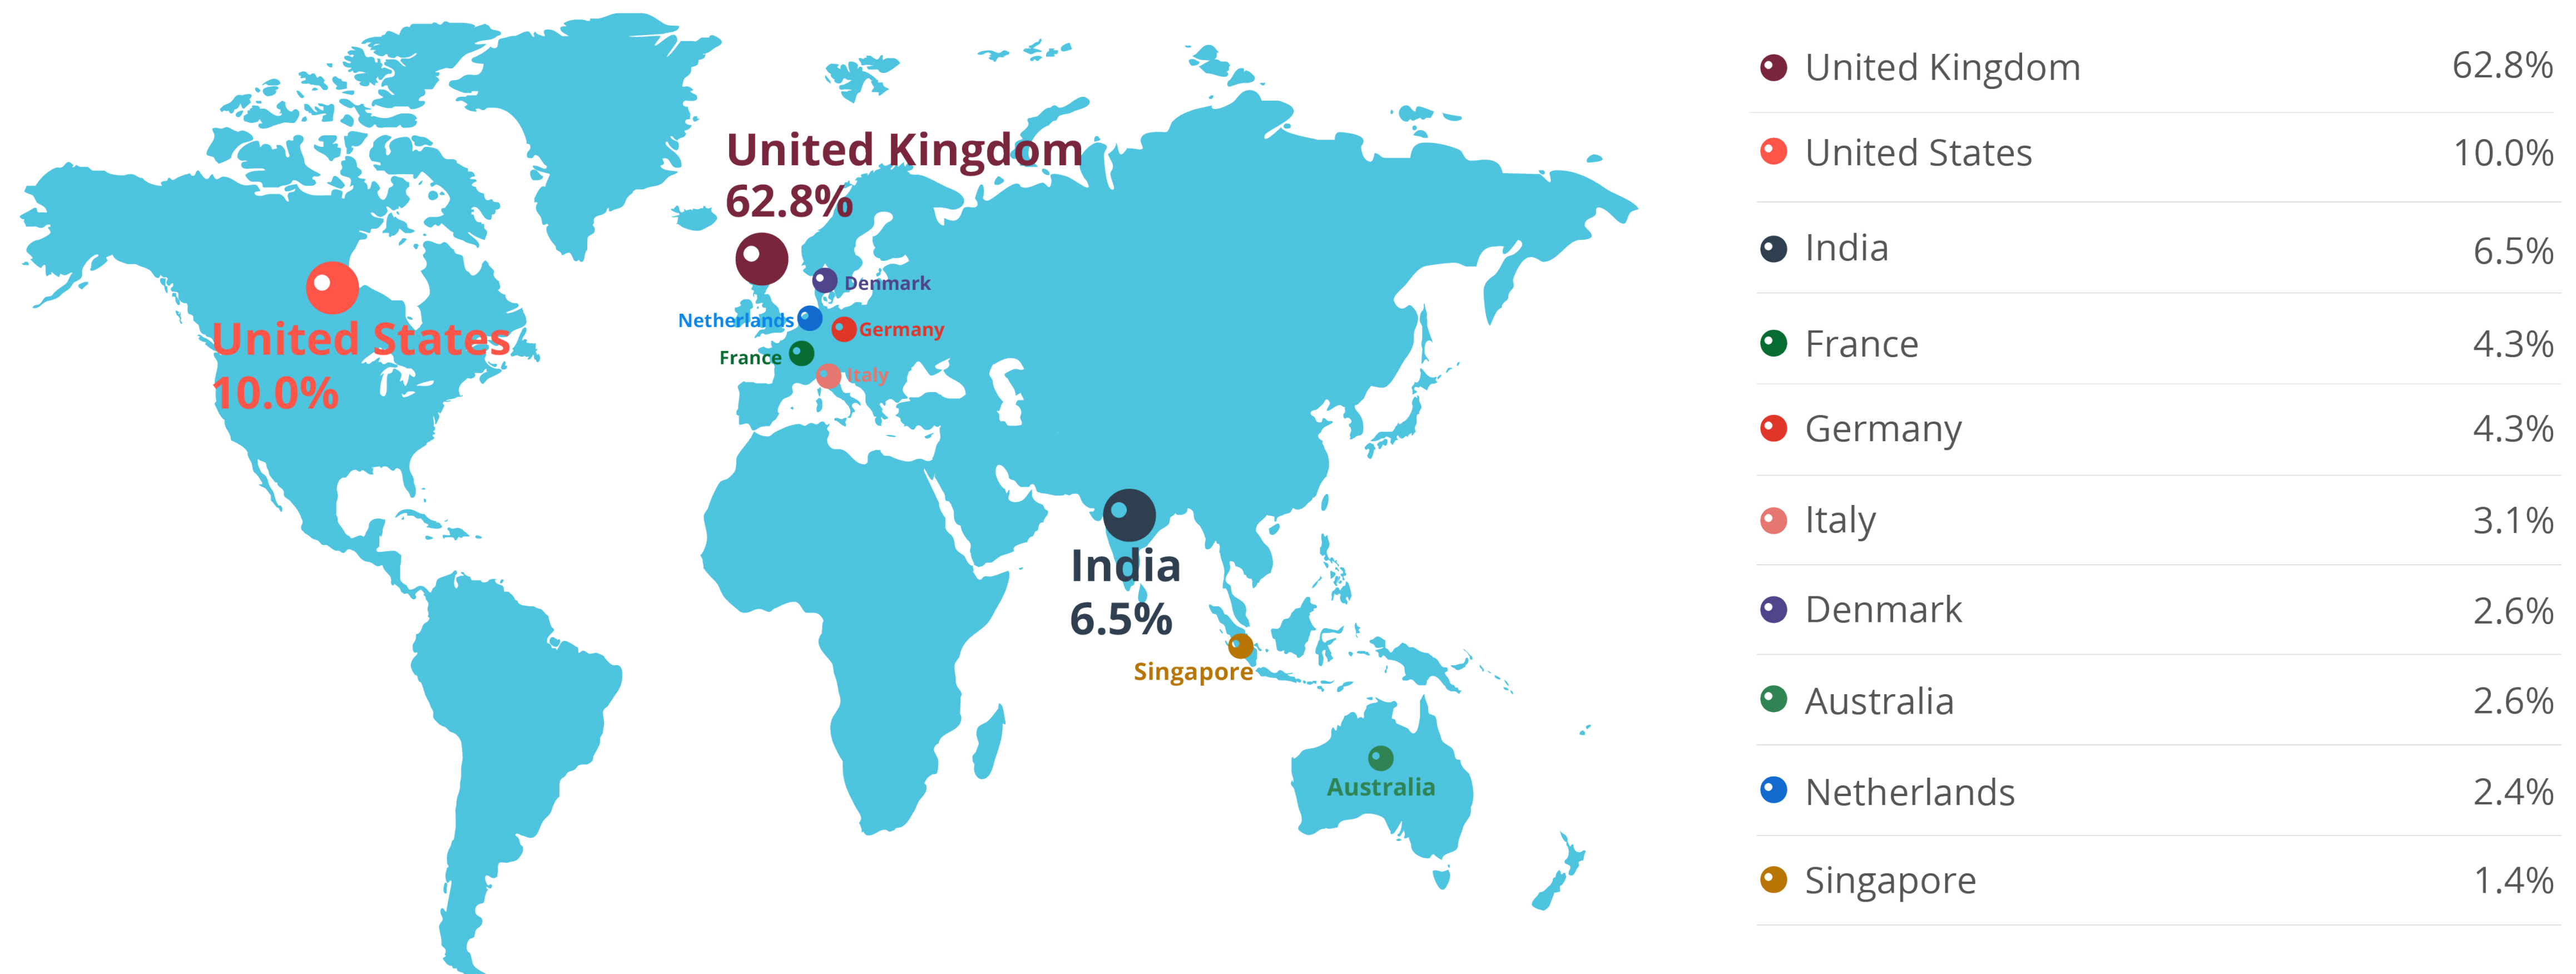 United Kingdom
62.8%
United States
10.0%
Denmark
Netherlands
Germany
France
Italy
India
6.5%
Singapore
Australia
United Kingdom 62.8%
United States 10.0%
India 6.5%
France 4.3%
Germany 4.3%
Italy 3.1%
Denmark 2.6%
Australia 2.6%
Netherlands 2.4%
Singapore 1.4%